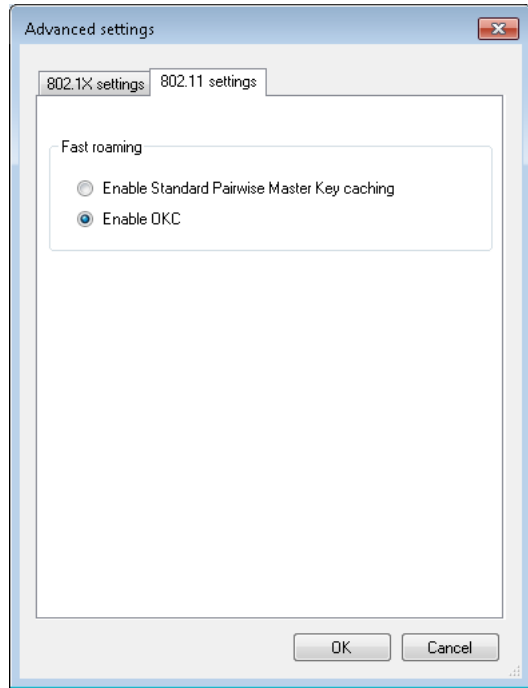 Advanced settings
802.1X settings 802.11 settings
Fast roaming
Enable Standard Pairwise Master Key caching
Enable OKC
OK Cancel